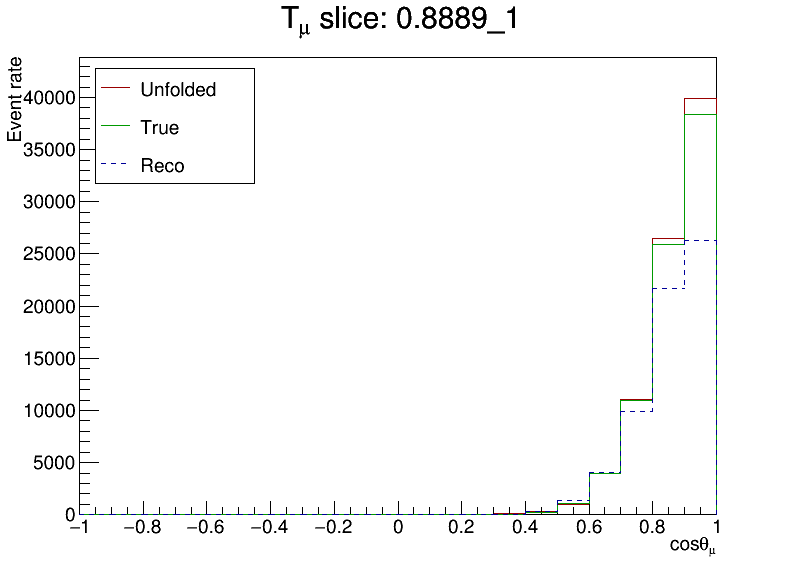 Tμ slice: 0.8889_1
Event rate
Unfolded
True
Reco
40000
35000
30000
25000
20000
15000
10000
5000
0
−1 −0.8 −0.6 −0.4 −0.2 0 0.2 0.4 0.6 0.8 1
cosθμ